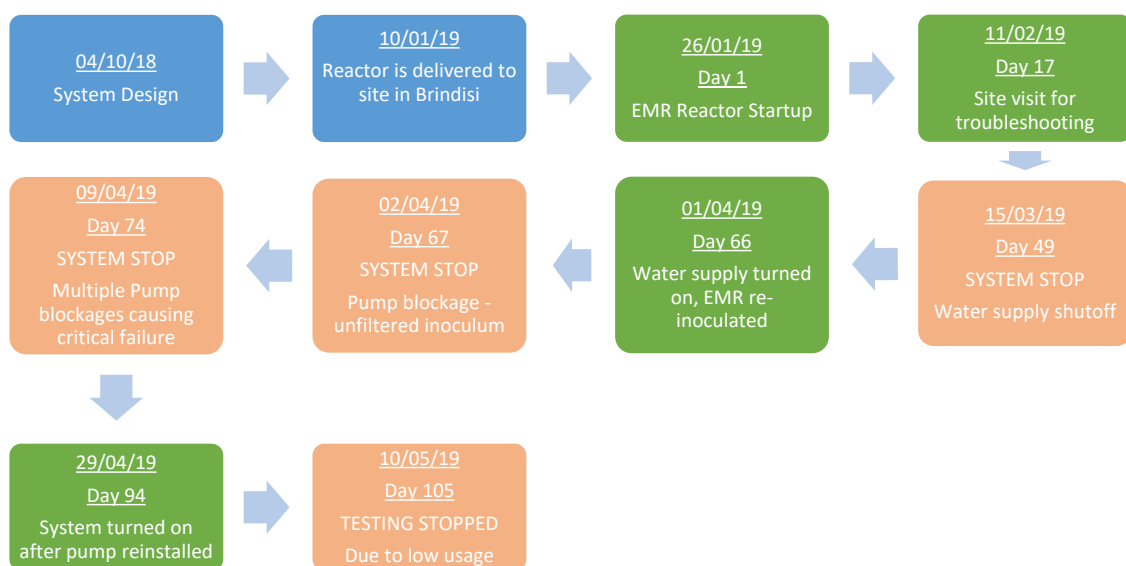 04/10/18
System Design
10/01/19
Reactor is delivered to
site in Brindisi
26/01/19
Day 1
EMR Reactor Startup
11/02/19
Day 17
Site visit for
troubleshooting
15/03/19
Day 49
SYSTEM STOP
Water supply shutoff
01/04/19
Day 66
Water supply turned
on, EMR re-
inoculated
02/04/19
Day 67
SYSTEM STOP
Pump blockage -
unfiltered inoculum
09/04/19
Day 74
SYSTEM STOP
Multiple Pump
blockages causing
critical failure
29/04/19
Day 94
System turned on
after pump reinstalled
10/05/19
Day 105
TESTING STOPPED
Due to low usage